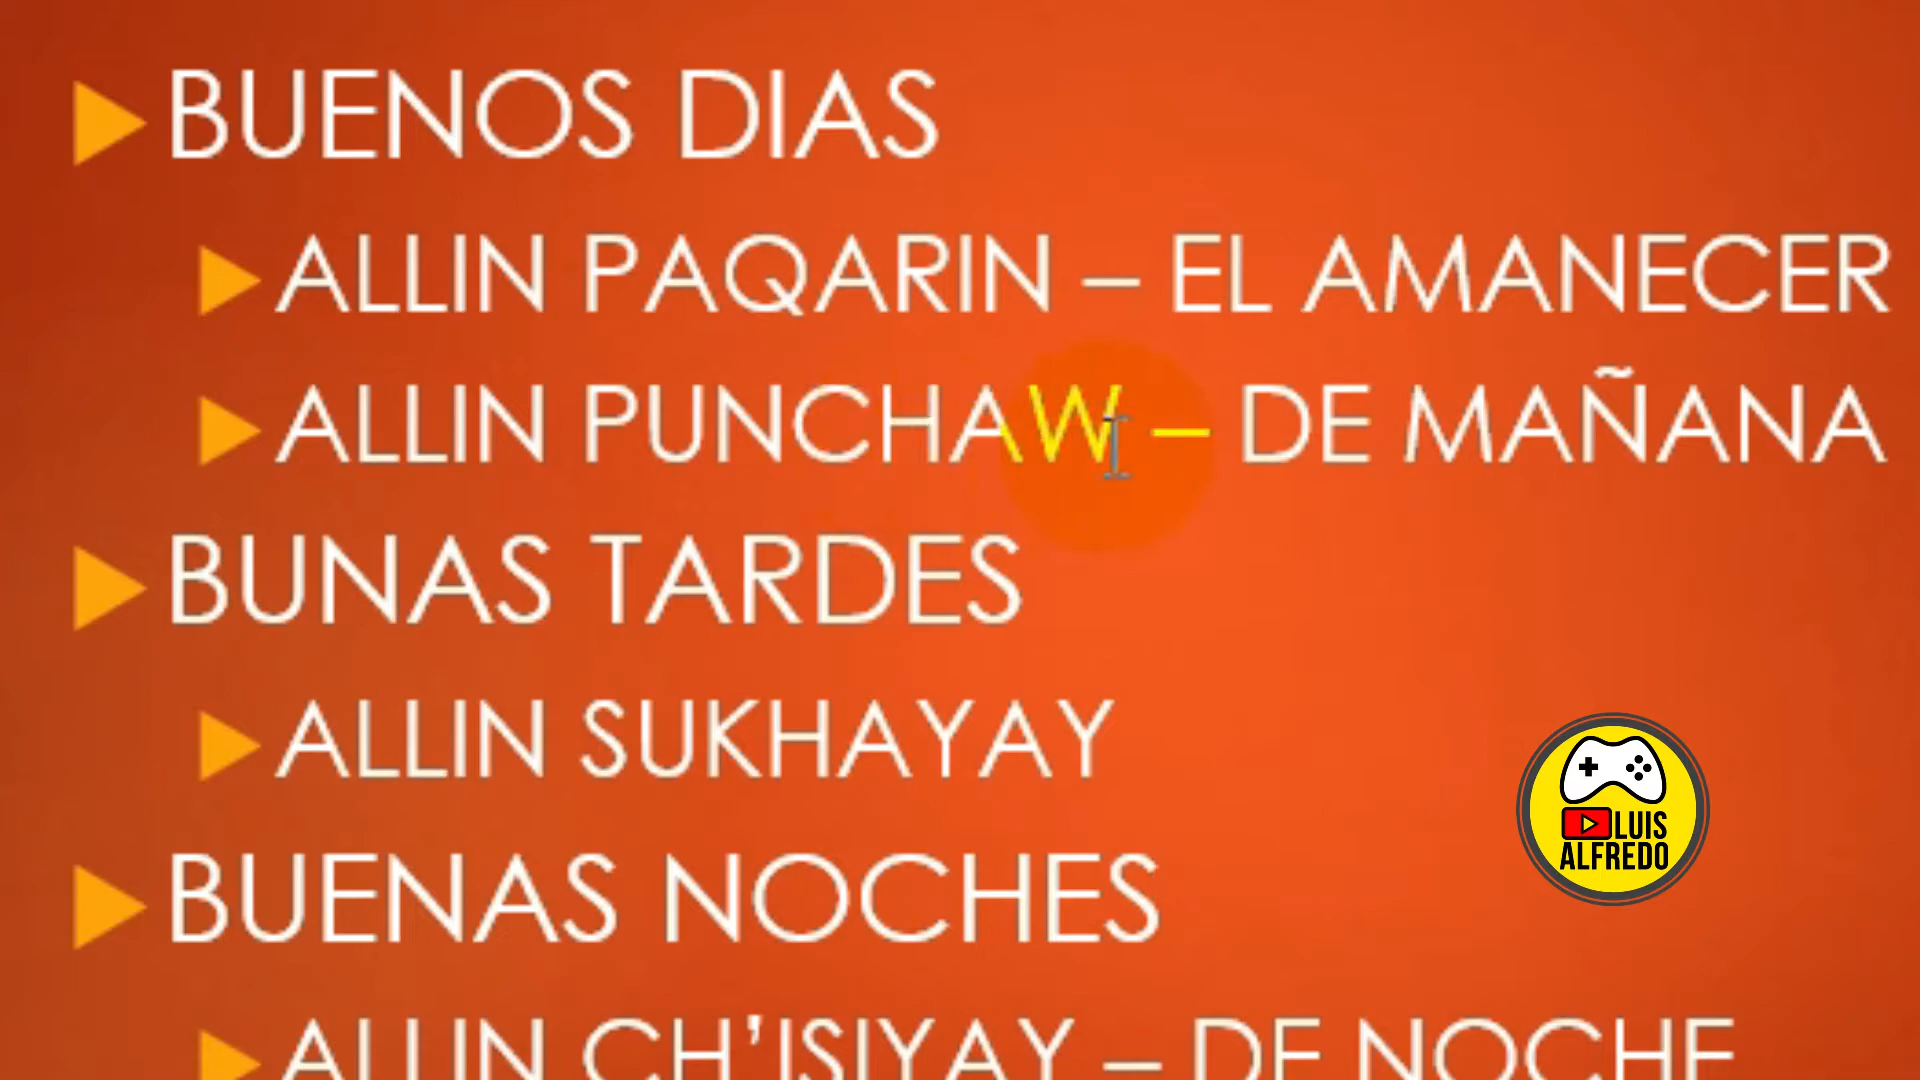 BUENOS DIAS
ALLIN PAQARIN – EL AMANECER
ALLIN PUNCHAW – DE MAÑANA
BUNAS TARDES
ALLIN SUKHAYAY
LUIS
ALFREDO
BUENAS NOCHES
ALLIN CH’ISIYAY – DE NOCHE